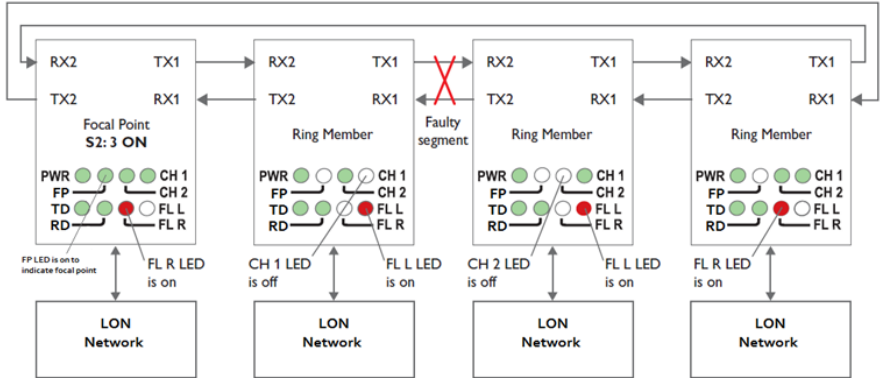 RX2 TX1
TX2 RX1
Focal Point
S2: 3 ON
PWR CH 1
FP CH 2
TD FL L
RD FL R
FP LED is on to
indicate focal point
FL R LED
is on
LON
Network
RX2 TX1
TX2 RX1
Ring Member
PWR CH 1
FP CH 2
TD FL L
RD FL R
CH 1 LED
is off
FL L LED
is on
LON
Network
Faulty
segment
RX2 TX1
TX2 RX1
Ring Member
PWR CH 1
FP CH 2
TD FL L
RD FL R
CH 2 LED
is off
FL L LED
is on
LON
Network
RX2 TX1
TX2 RX1
Ring Member
PWR CH 1
FP CH 2
TD FL L
RD FL R
FL R LED
is on
LON
Network